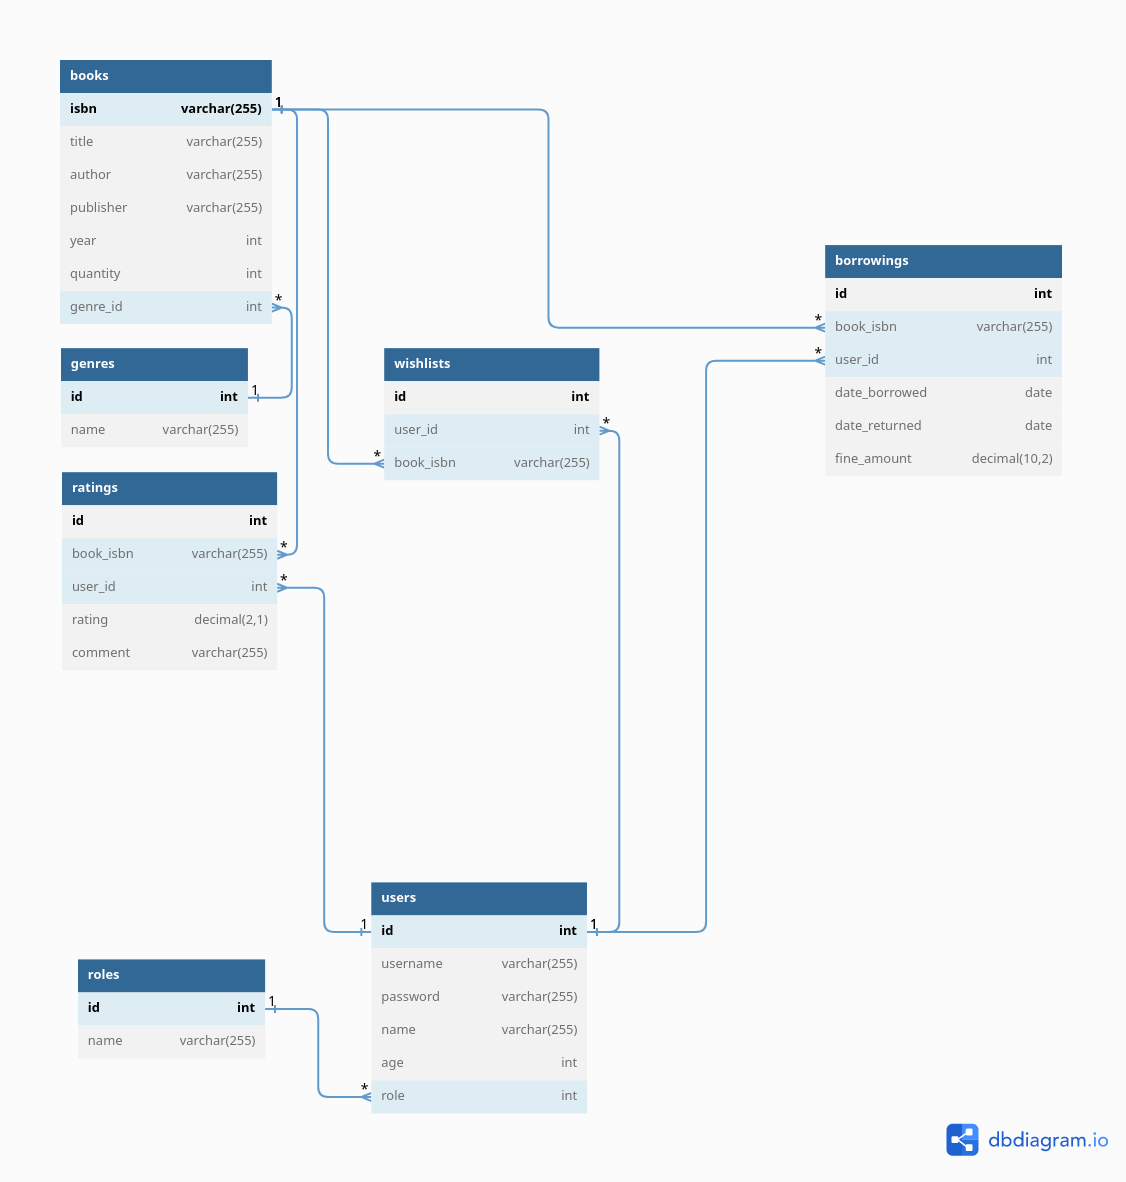 books
isbn varchar(255)
title varchar(255)
author varchar(255)
publisher varchar(255)
year int
quantity int
genre_id int
1
*
genres
id int
name varchar(255)
1
ratings
id int
book_isbn varchar(255)
user_id int
rating decimal(2,1)
comment varchar(255)
*
*
wishlists
id int
user_id int
book_isbn varchar(255)
*
*
borrowings
id int
book_isbn varchar(255)
user_id int
date_borrowed date
date_returned date
fine_amount decimal(10,2)
*
*
users
id int
username varchar(255)
password varchar(255)
name varchar(255)
age int
role int
1
1
*
roles
id int
name varchar(255)
1
dbdiagram.io